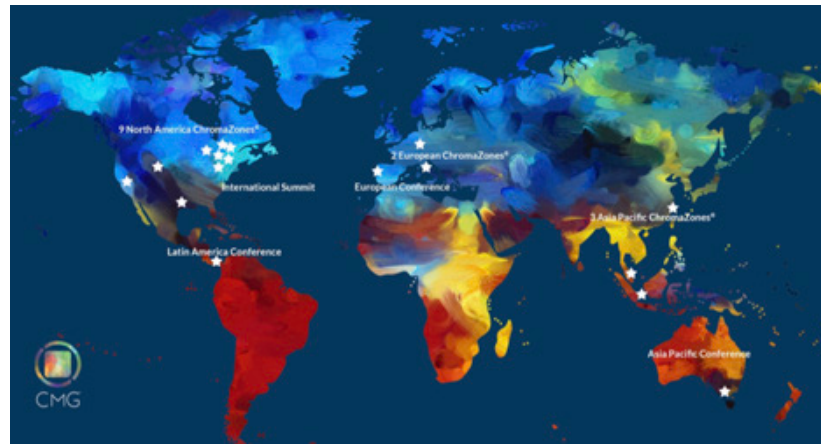 9 North America ChromaZones®
2 European ChromaZones®
International Summit
European Conference
3 Asia Pacific ChromaZones®
Latin America Conference
Asia Pacific Conference
CMG